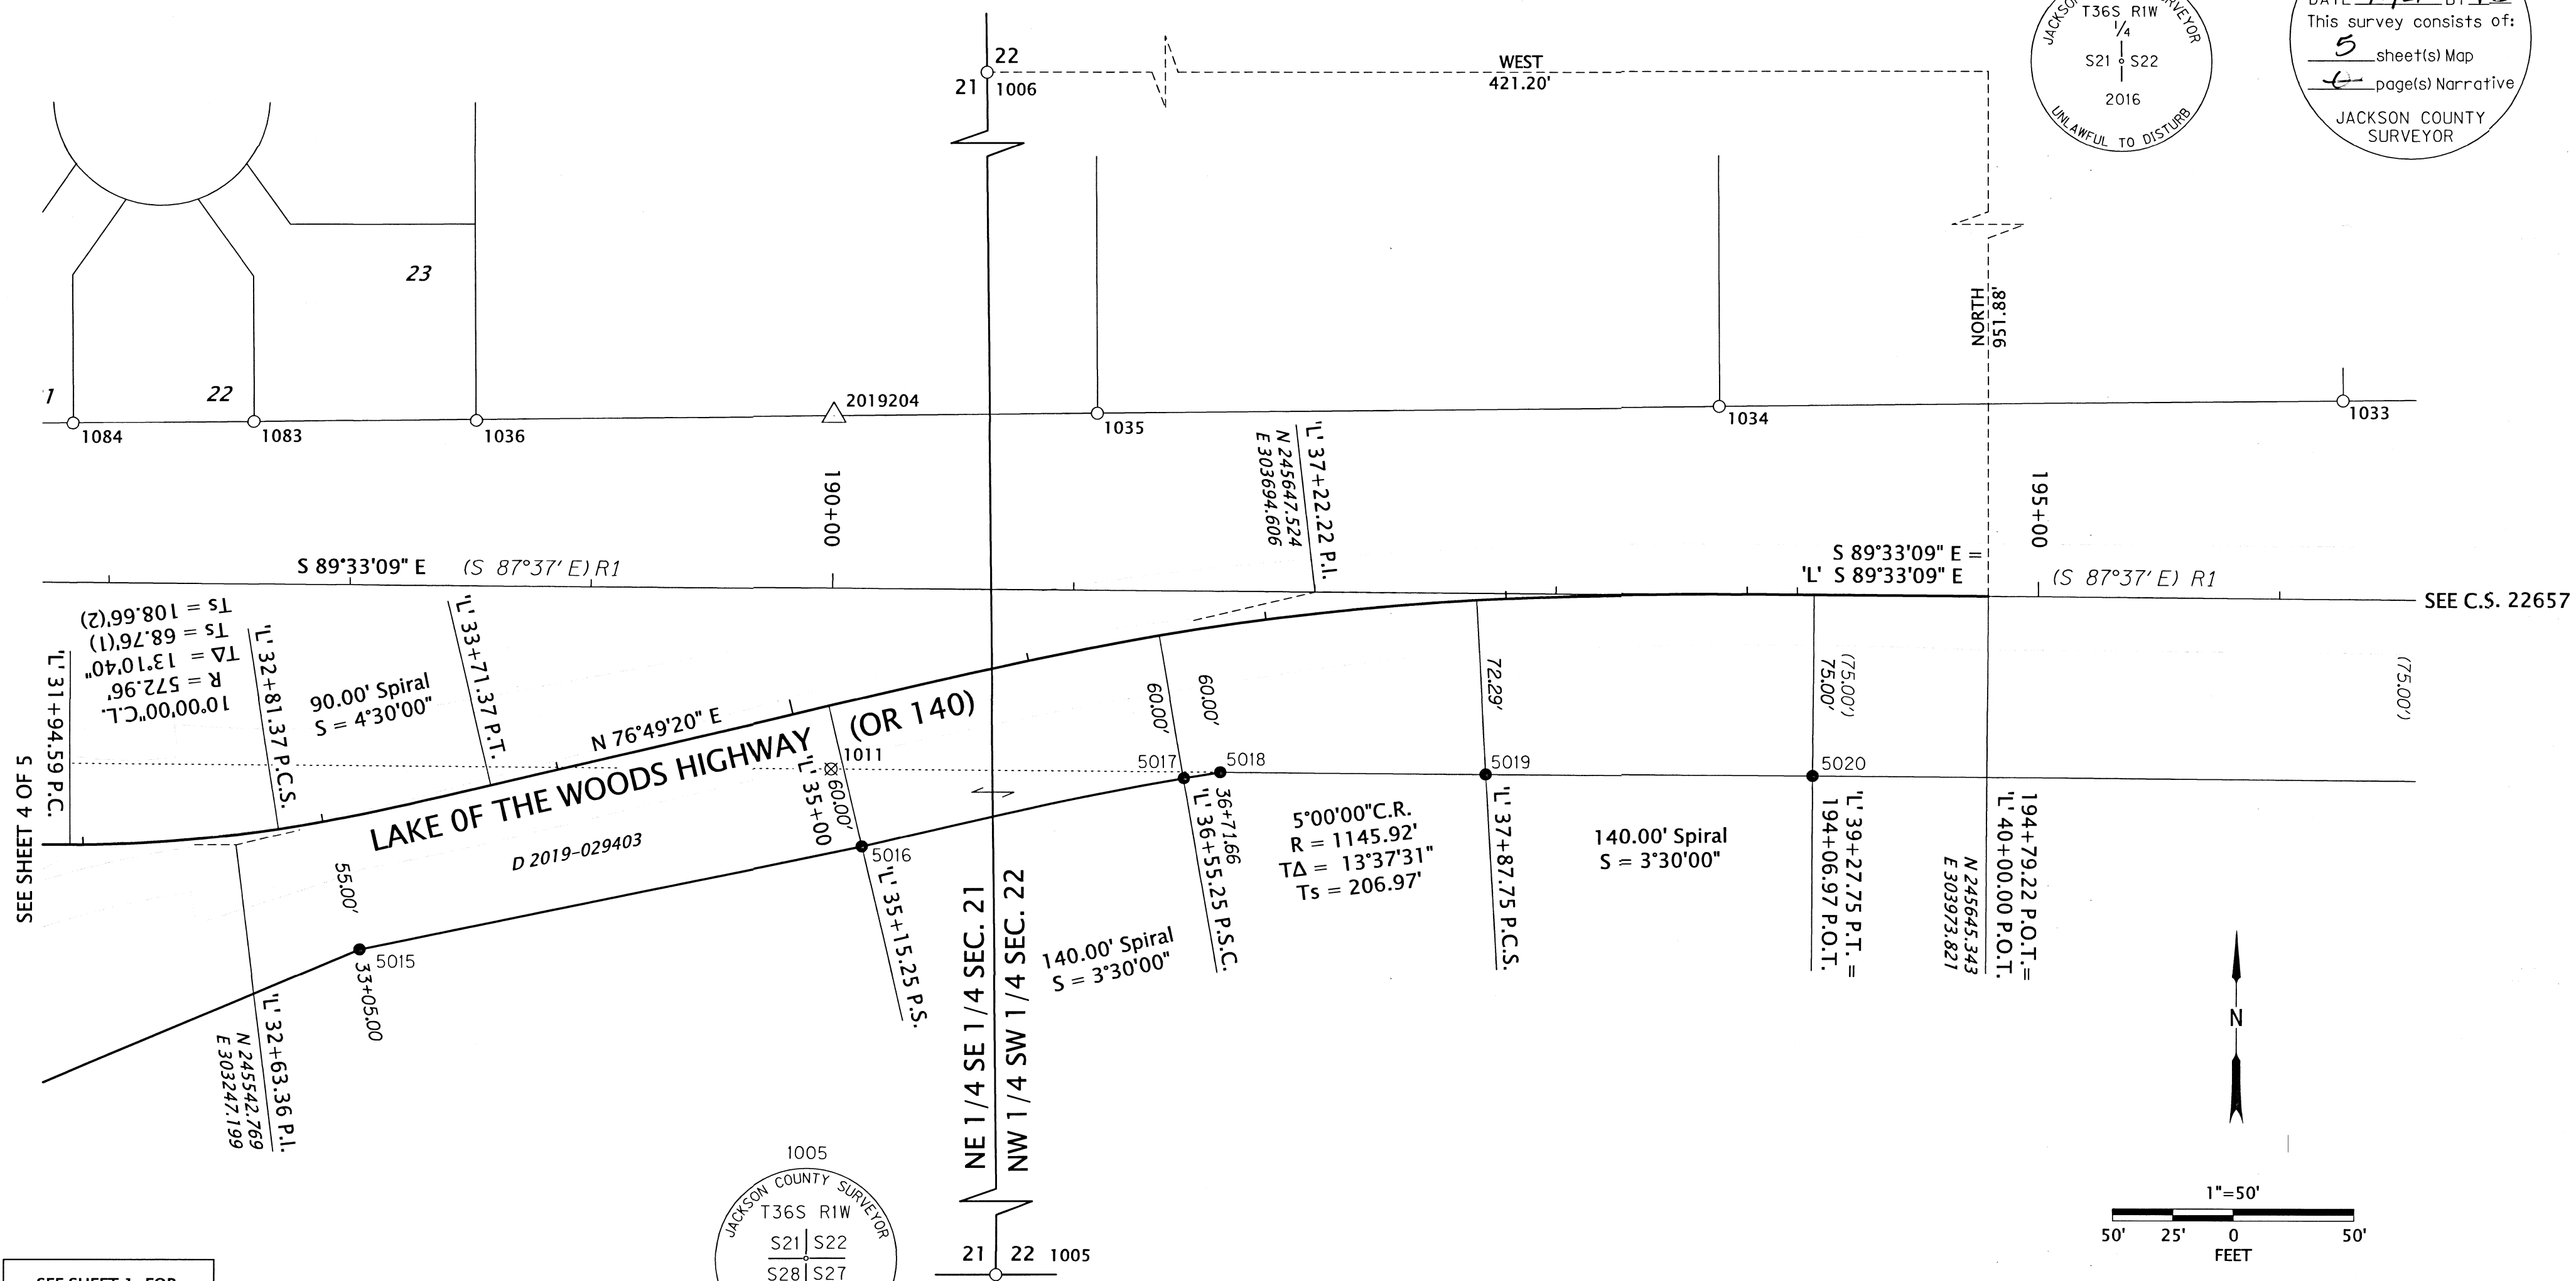 JACKSON
SURVEYOR
T36S R1W
1/4
S21 S22
2016
UNLAWFUL TO DISTURB
DATE BY
This survey consists of:
5 sheet(s) Map
page(s) Narrative
JACKSON COUNTY
SURVEYOR
22
21 1006
WEST
421.20'
NORTH
951.88'
23
22
1084
1083
1036
2019204
1035
1034
1033
190+00
195+00
'L' 37+22.22 P.I.
N 245647.524
E 303694.606
S 89°33'09" E (S 87°37' E) R1
S 89°33'09" E =
'L' S 89°33'09" E
(S 87°37' E) R1
SEE C.S. 22657
SEE SHEET 4 OF 5
'L' 31+94.59 P.C.
10°00'00"C.L.
R = 572.96'
TΔ = 13°10'40"
Ts = 68.76'(1)
Ts = 108.66'(2)
'L' 32+81.37 P.C.S.
90.00' Spiral
S = 4°30'00"
'L' 33+71.37 P.T.
N 76°49'20" E
LAKE 0F THE WOODS HIGHWAY (OR 140)
D 2019-029403
1011
60.00'
'L' 35+00
5016
'L' 35+15.25 P.S.
55.00'
5015
33+05.00
'L' 32+63.36 P.I.
N 245542.769
E 303247.199
60.00'
60.00'
5017
5018
36+71.66
'L' 36+55.25 P.S.C.
140.00' Spiral
S = 3°30'00"
5°00'00"C.R.
R = 1145.92'
TΔ = 13°37'31"
Ts = 206.97'
72.29'
5019
'L' 37+87.75 P.C.S.
140.00' Spiral
S = 3°30'00"
(75.00')
75.00'
5020
'L' 39+27.75 P.T. =
194+06.97 P.O.T.
194+79.22 P.O.T.=
'L' 40+00.00 P.O.T.
N 245645.343
E 303973.821
(75.00')
NE 1/4 SE 1/4 SEC. 21
NW 1/4 SW 1/4 SEC. 22
N
1"=50'
50' 25' 0 50'
FEET
1005
JACKSON COUNTY SURVEYOR
T36S R1W
S21 S22
S28 S27
21 22 1005
SEE SHEET 1 FOR